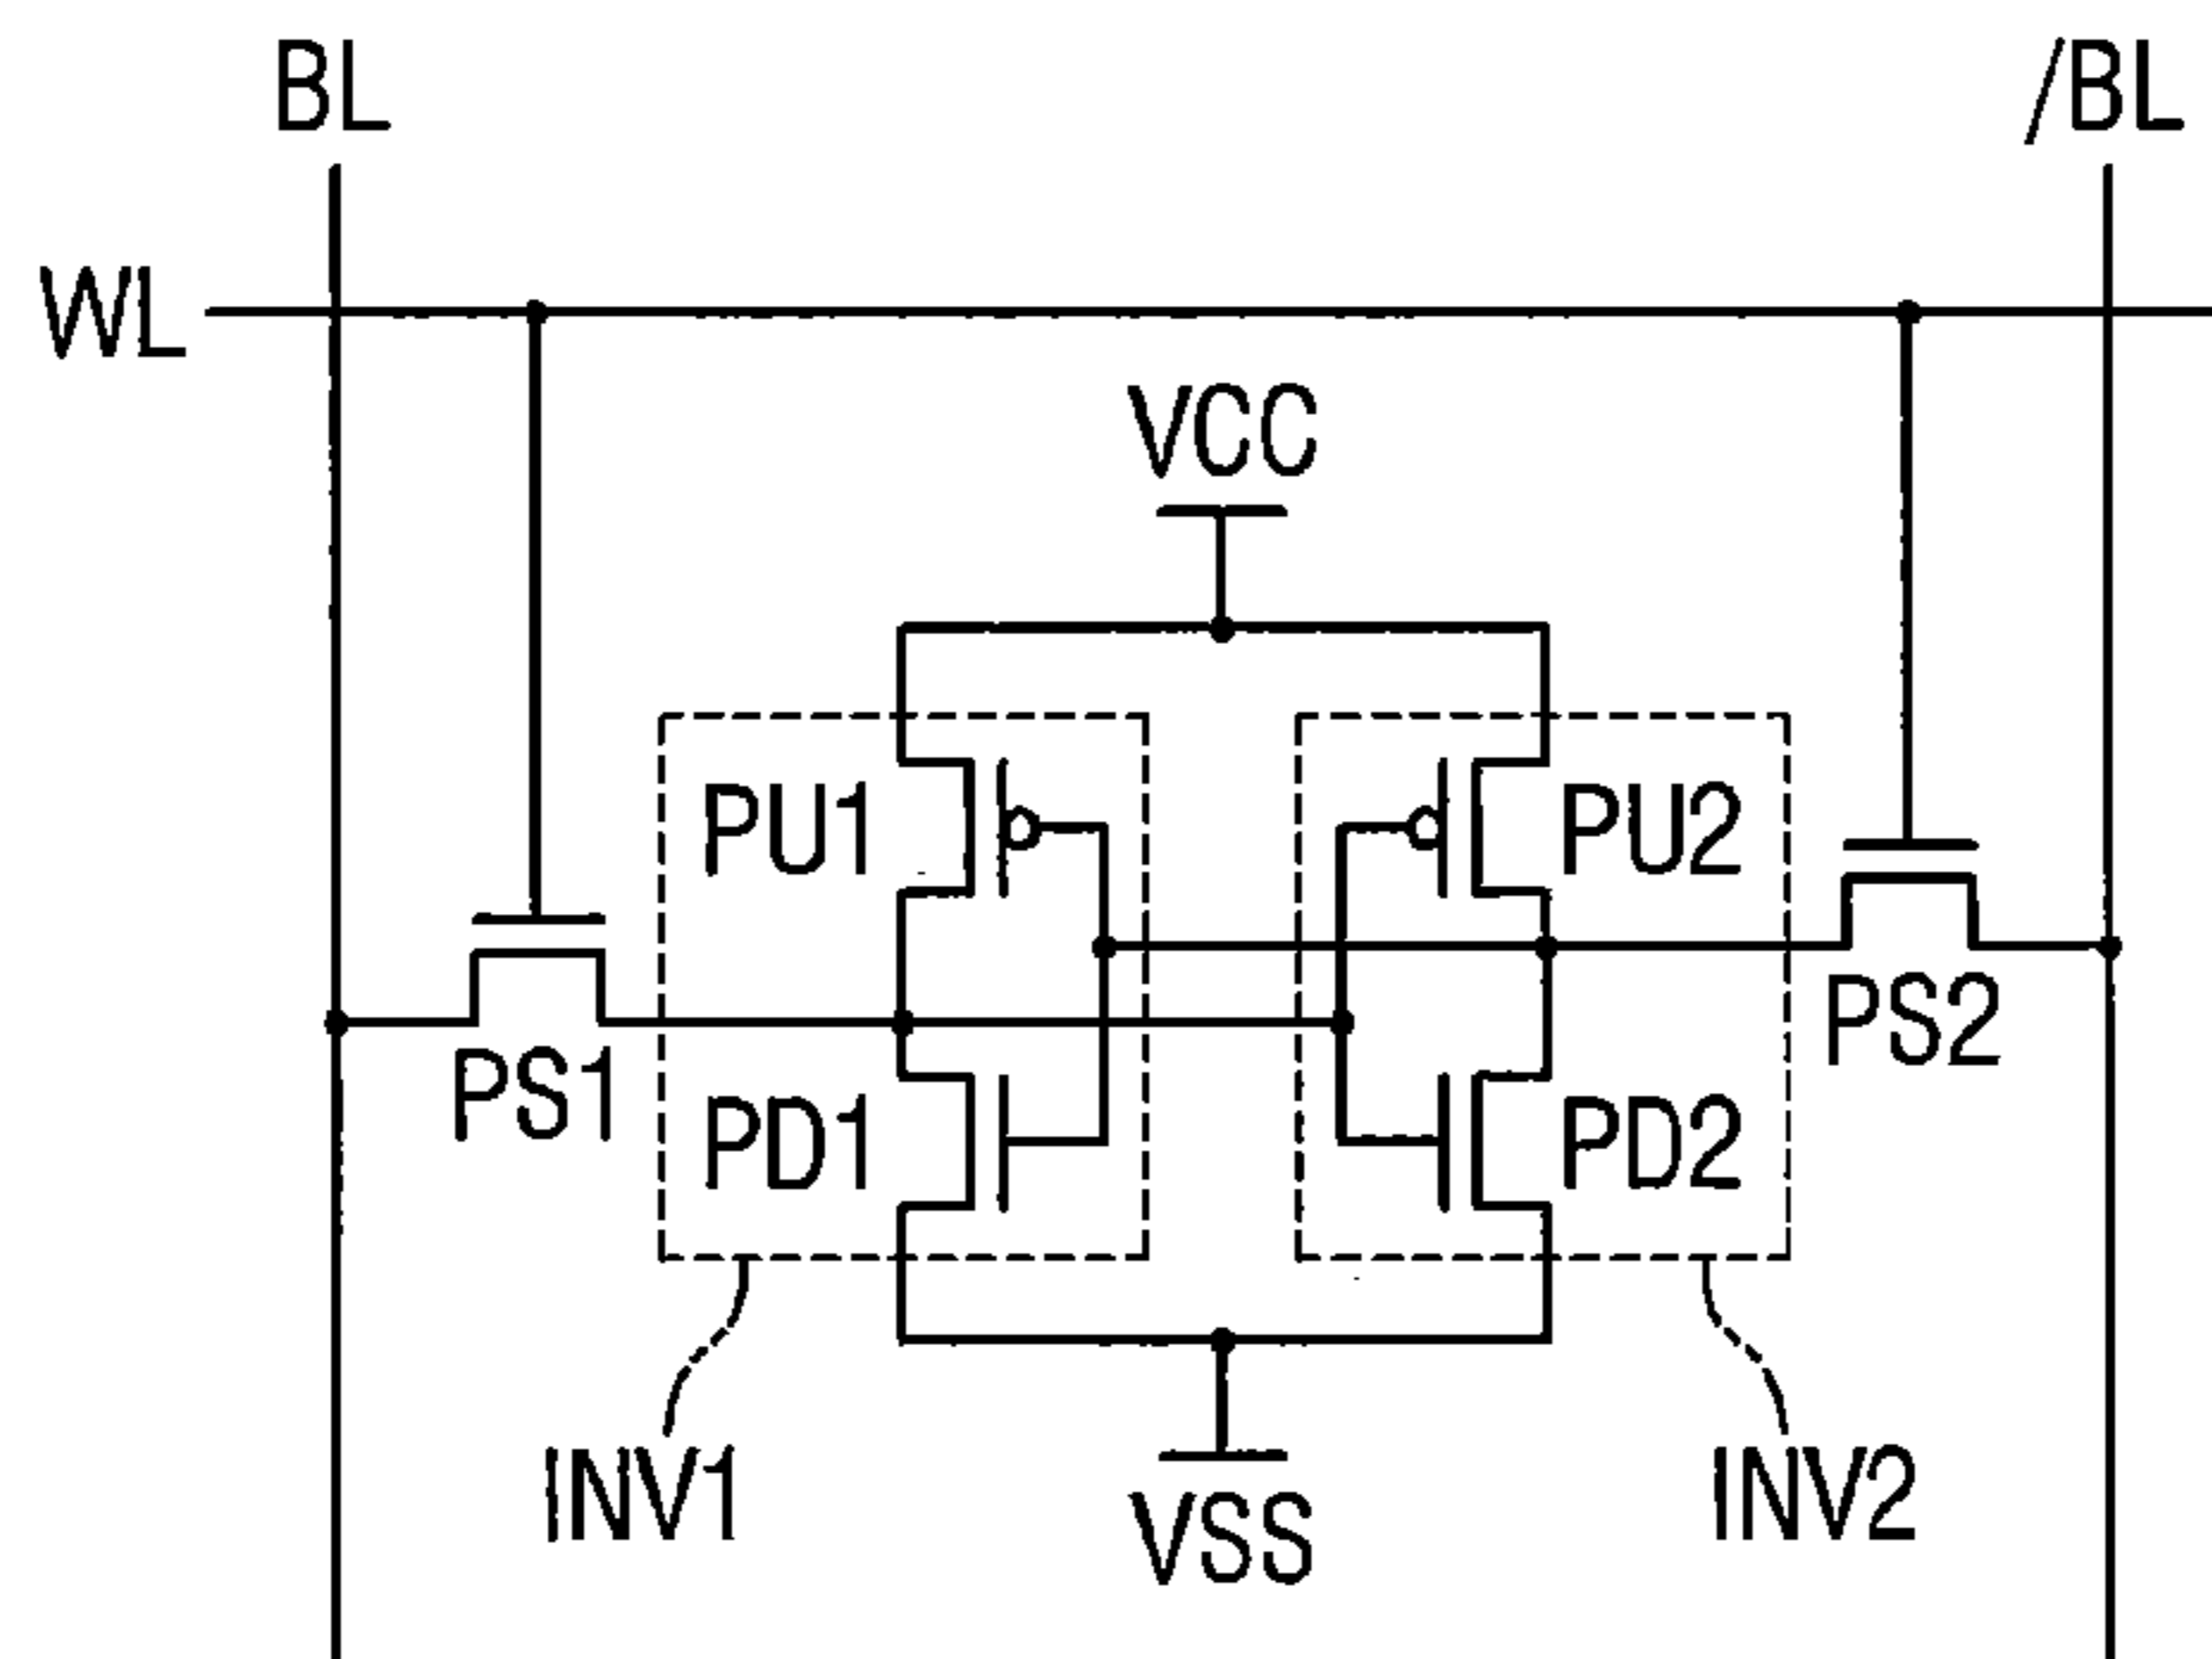 BL
/BL
WL
VCC
PU1
PU2
PS1
PS2
PD1
PD2
INV1
INV2
VSS